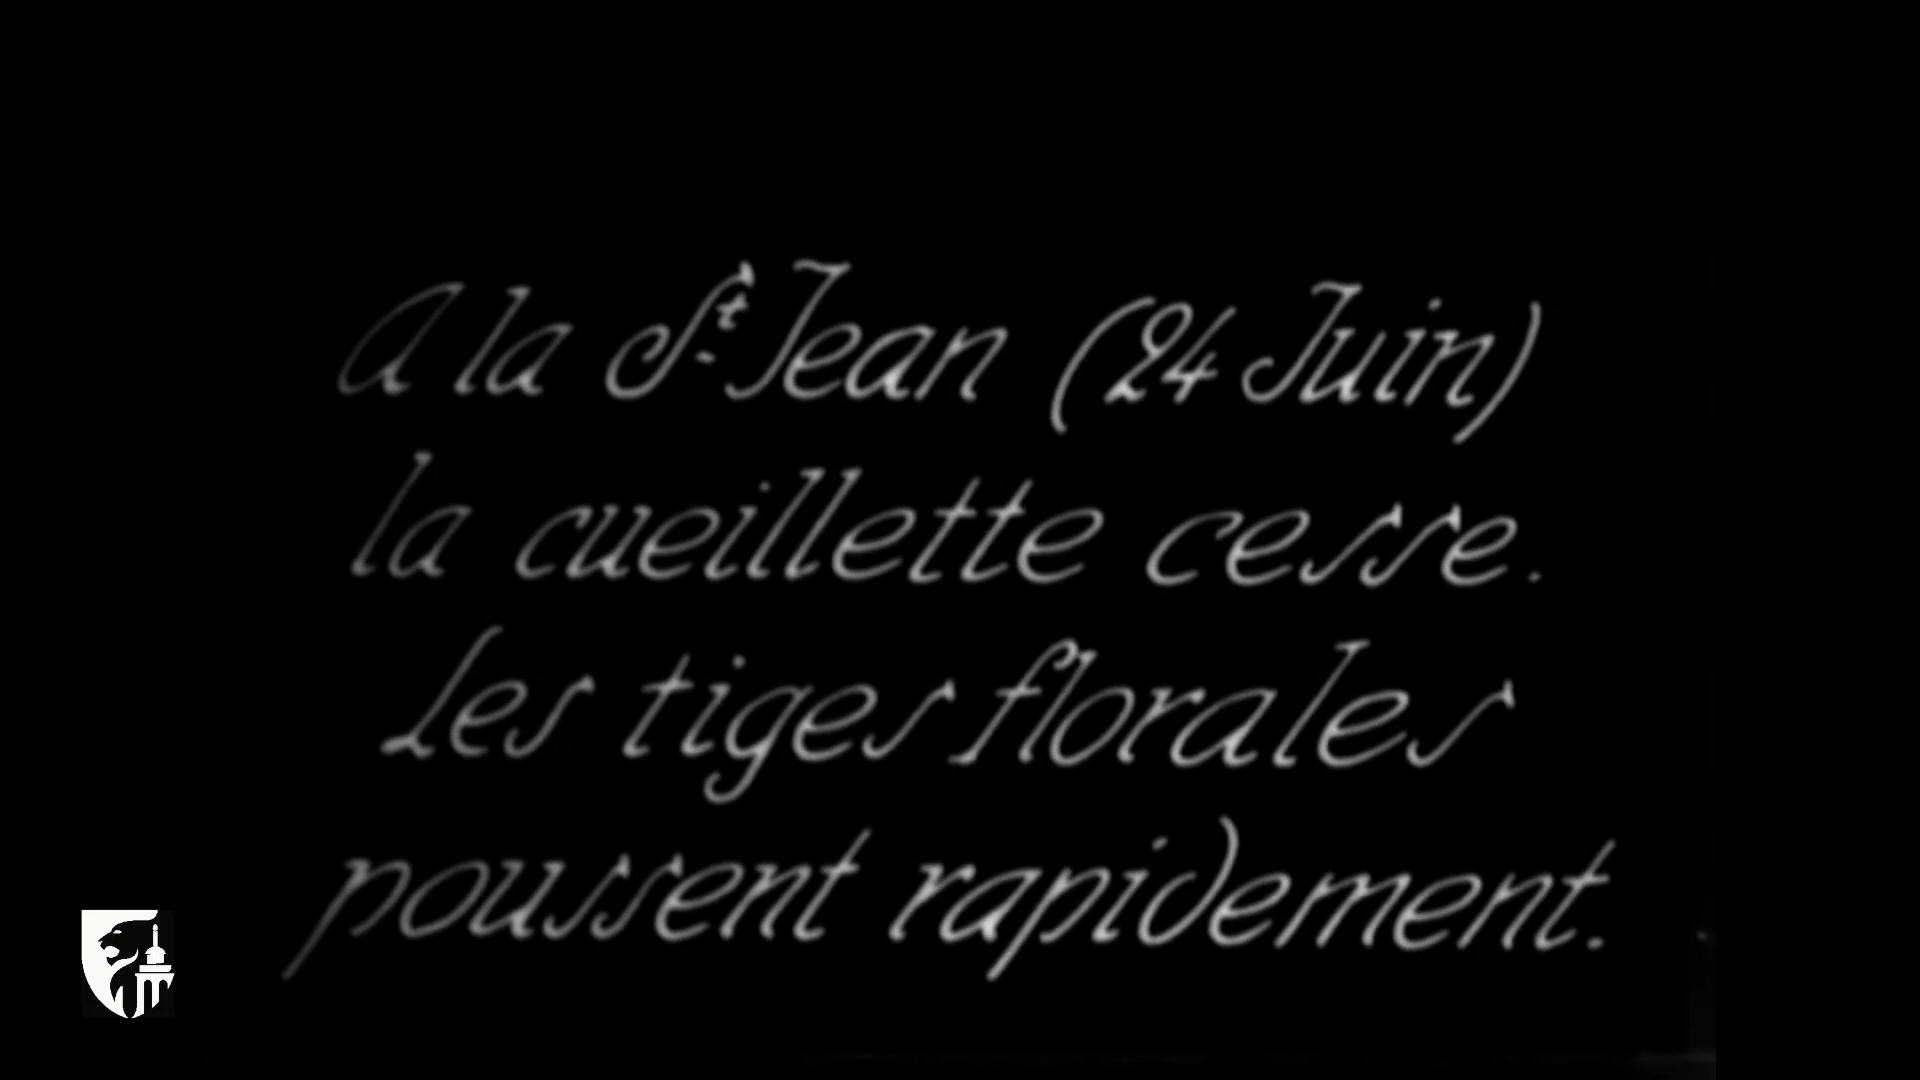 A la St Jean (24 Juin)
la cueillette cesse.
Les tiges florales
poussent rapidement.